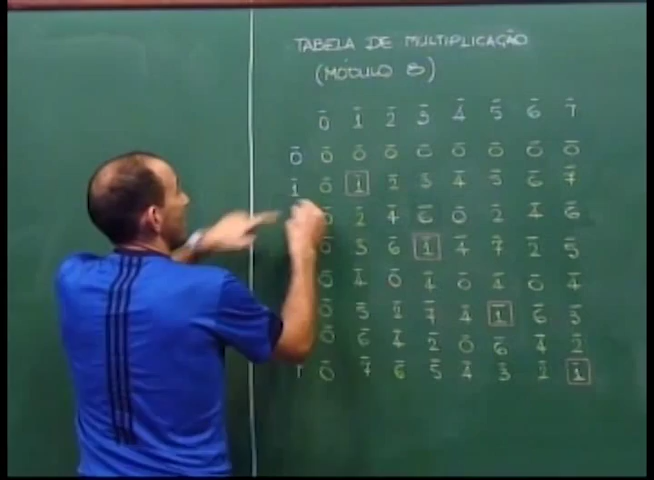 TABELA DE MULTIPLICAÇÃO
(MÓDULO 8)
0̄ 1̄ 2̄ 3̄ 4̄ 5̄ 6̄ 7̄
0̄ 0̄ 0̄ 0̄ 0̄ 0̄ 0̄ 0̄ 0̄
1̄ 0̄ 1̄ 2̄ 3̄ 4̄ 5̄ 6̄ 7̄
0̄ 2̄ 4̄ 6̄ 0̄ 2̄ 4̄ 6̄
0̄ 3̄ 6̄ 1̄ 4̄ 7̄ 2̄ 5̄
0̄ 4̄ 0̄ 4̄ 0̄ 4̄ 0̄ 4̄
0̄ 5̄ 2̄ 7̄ 4̄ 1̄ 6̄ 3̄
0̄ 6̄ 4̄ 2̄ 0̄ 6̄ 4̄ 2̄
0̄ 7̄ 6̄ 5̄ 4̄ 3̄ 2̄ 1̄